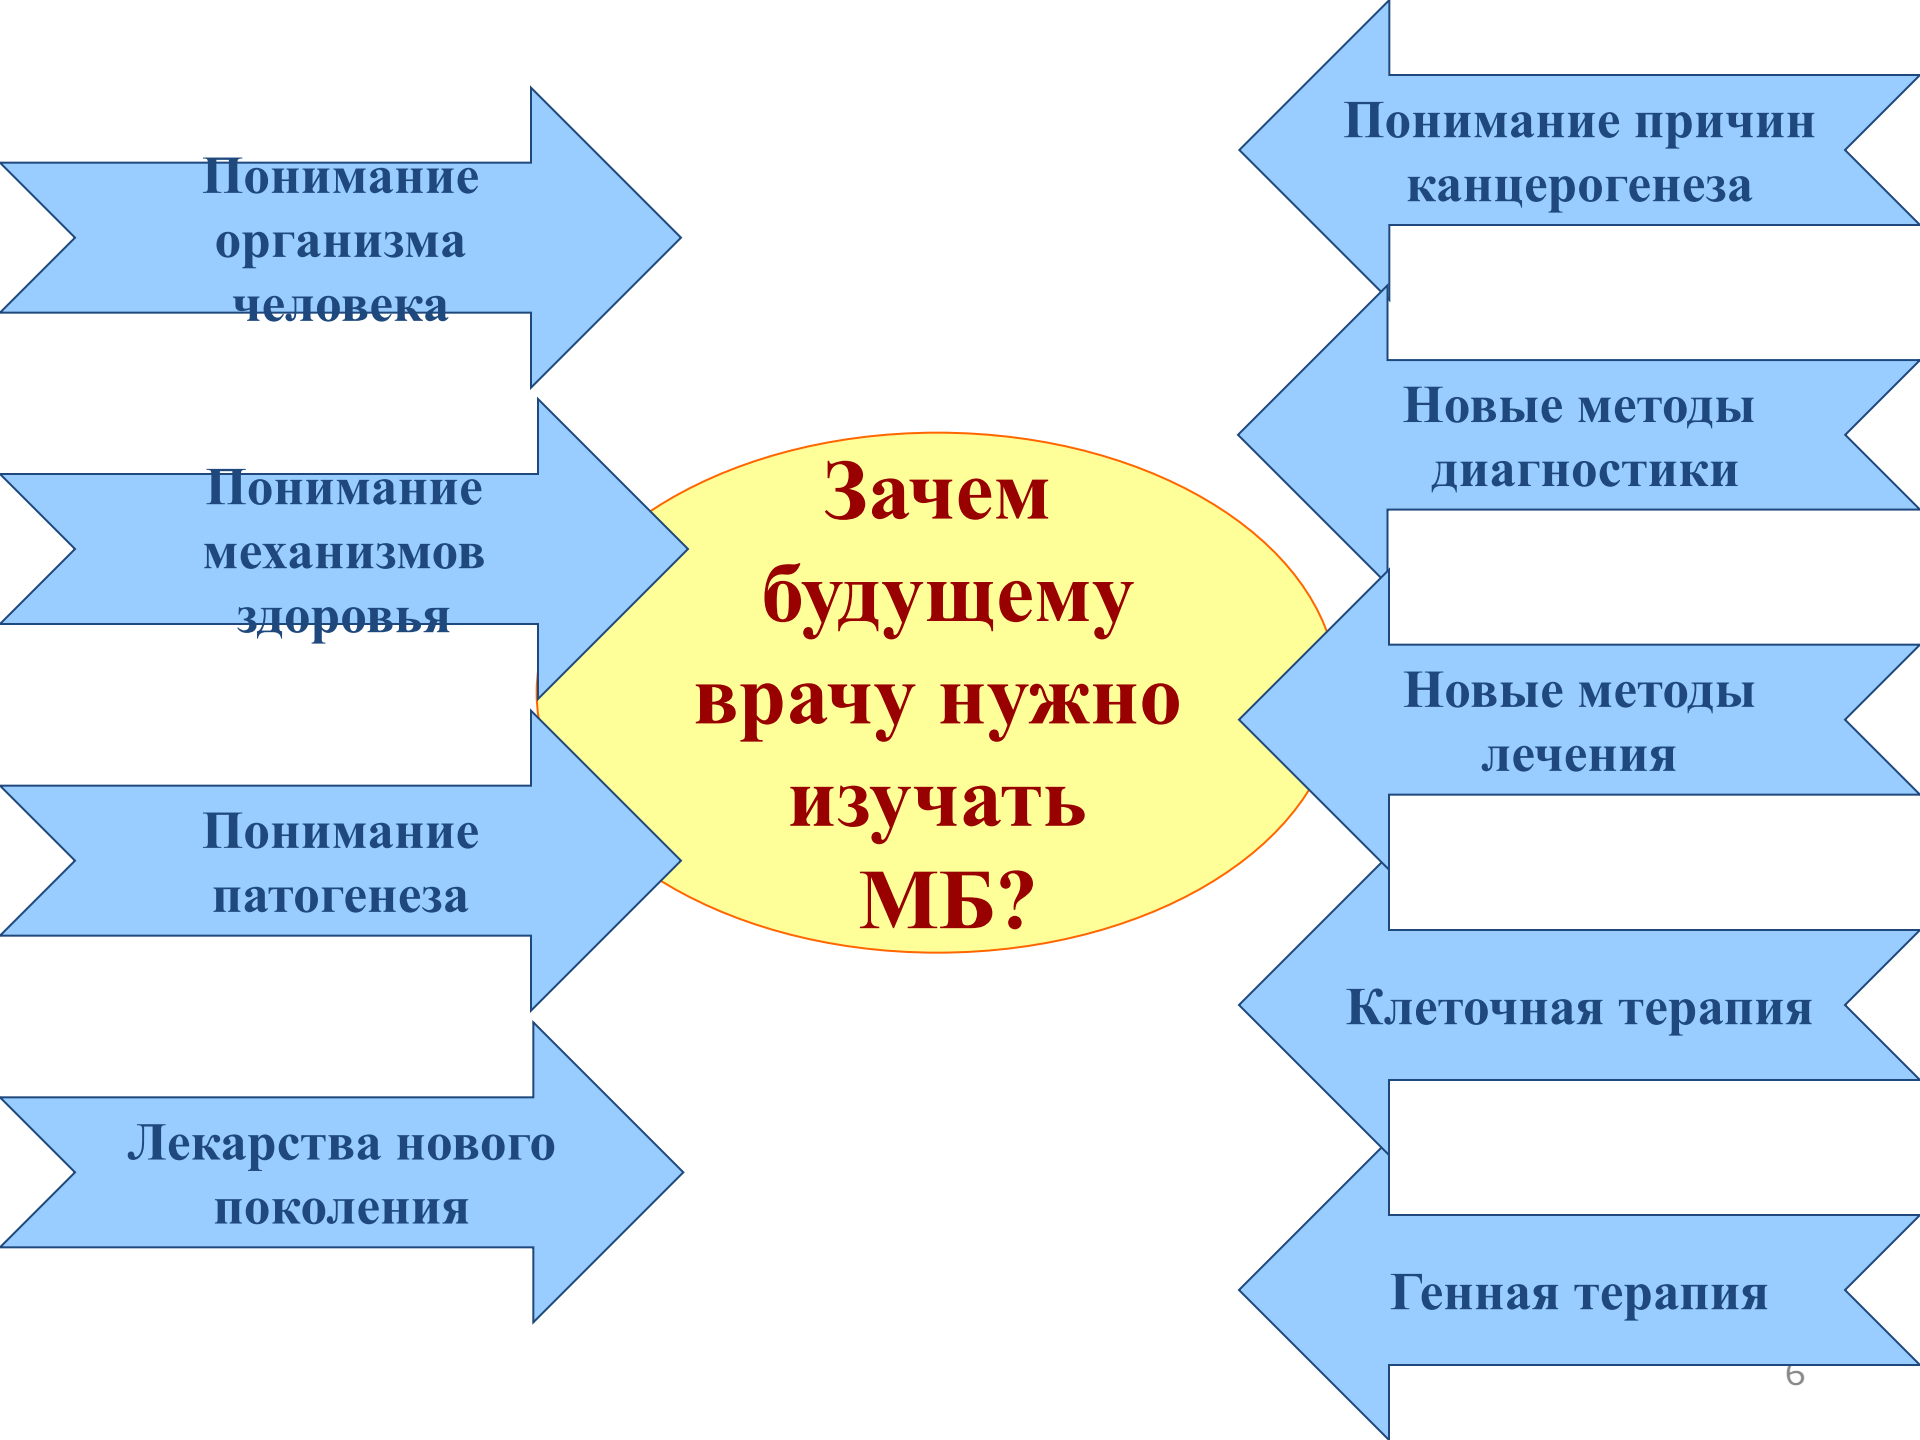 Понимание
организма
человека
Понимание
механизмов
здоровья
Понимание
патогенеза
Лекарства нового
поколения
Зачем
будущему
врачу нужно
изучать
МБ?
Понимание причин
канцерогенеза
Новые методы
диагностики
Новые методы
лечения
Клеточная терапия
Генная терапия
6